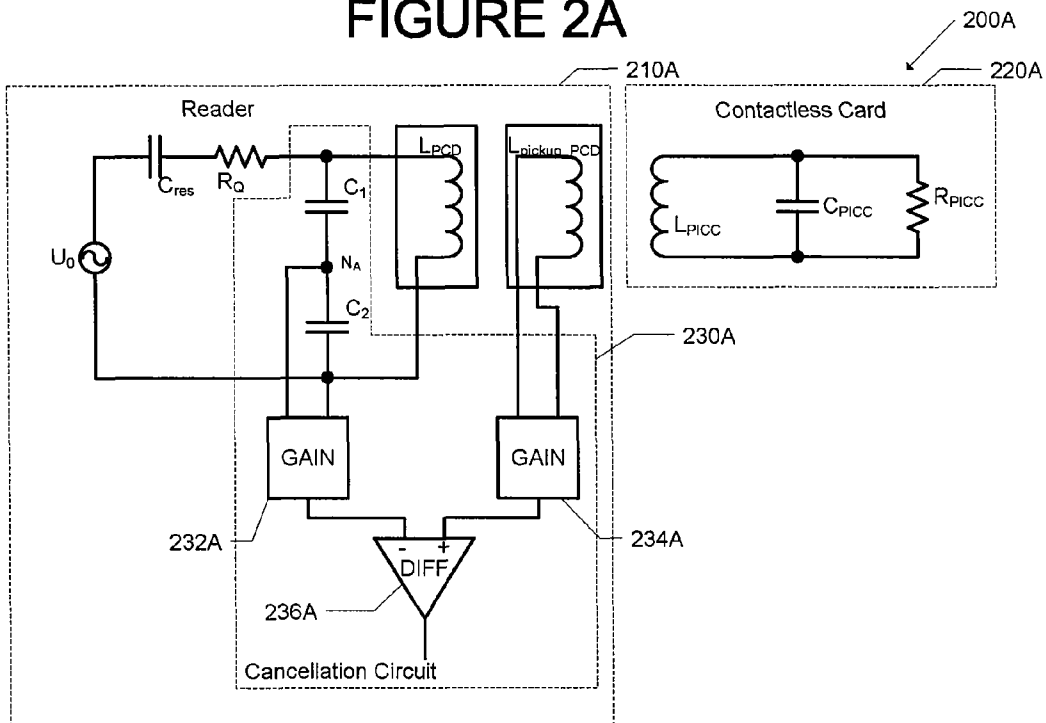 FIGURE 2A
200A
210A
220A
Reader
Contactless Card
Cres
RQ
C1
LPCD
Lpickup_PCD
LPICC
CPICC
RPICC
U0
NA
C2
230A
GAIN
GAIN
232A
234A
- +
DIFF
236A
Cancellation Circuit